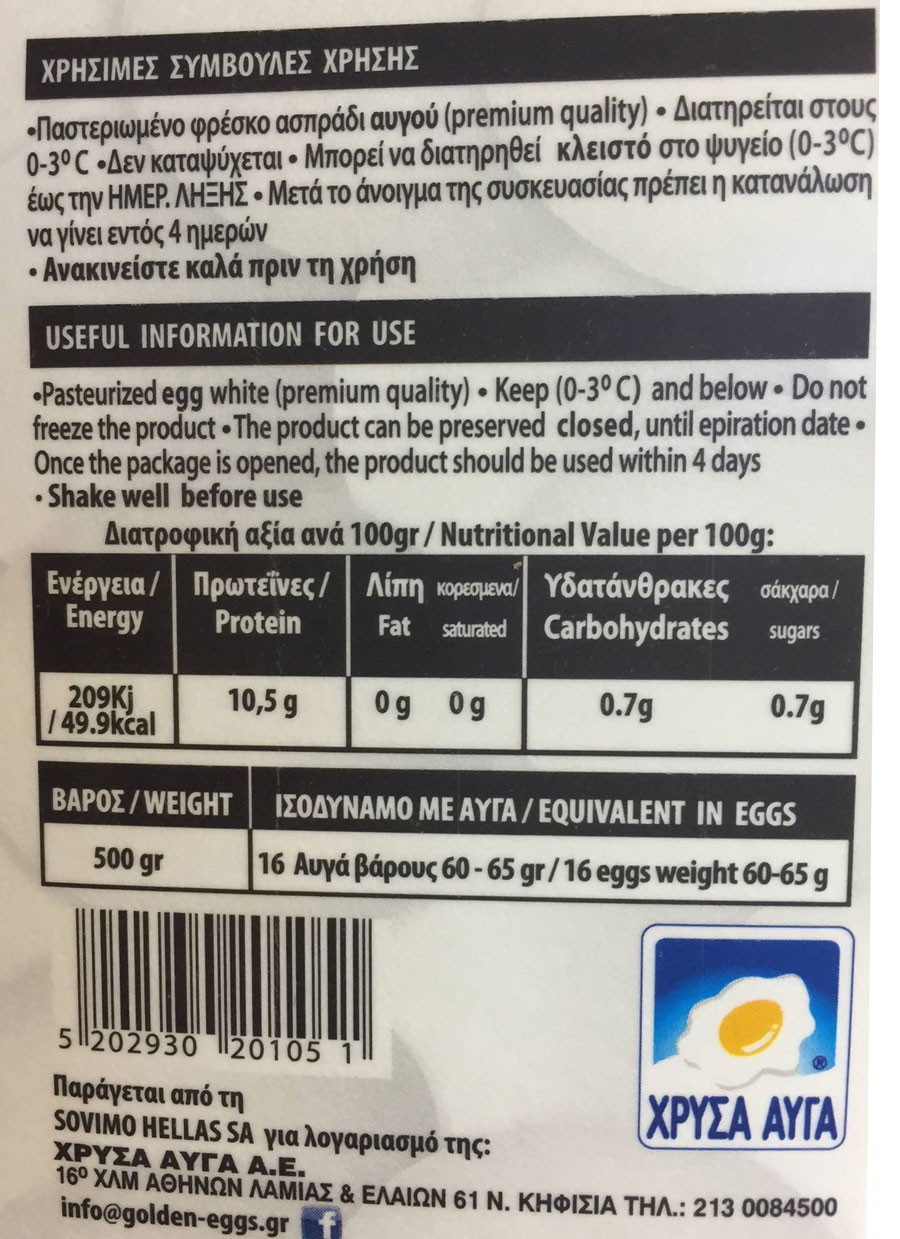 ΧΡΗΣΙΜΕΣ ΣΥΜΒΟΥΛΕΣ ΧΡΗΣΗΣ
•Παστεριωμένο φρέσκο ασπράδι αυγού (premium quality) • Διατηρείται στους
0-3º C •Δεν καταψύχεται • Μπορεί να διατηρηθεί κλειστό στο ψυγείο (0-3ºC)
έως την ΗΜΕΡ. ΛΗΞΗΣ • Μετά το άνοιγμα της συσκευασίας πρέπει η κατανάλωση
να γίνει εντός 4 ημερών
• Ανακινείστε καλά πριν τη χρήση
USEFUL INFORMATION FOR USE
•Pasteurized egg white (premium quality) • Keep (0-3º C) and below • Do not
freeze the product • The product can be preserved closed, until epiration date •
Once the package is opened, the product should be used within 4 days
• Shake well before use
Διατροφική αξία ανά 100gr / Nutritional Value per 100g:
Ενέργεια / Πρωτεΐνες / Λίπη κορεσμενα/ Υδατάνθρακες σάκχαρα /
Energy Protein Fat saturated Carbohydrates sugars
209Kj 10,5 g 0 g 0 g 0.7g 0.7g
/ 49.9kcal
ΒΑΡΟΣ / WEIGHT ΙΣΟΔΥΝΑΜΟ ΜΕ ΑΥΓΑ / EQUIVALENT IN EGGS
500 gr 16 Αυγά βάρους 60 - 65 gr / 16 eggs weight 60-65 g
5 202930 20105 1
®
ΧΡΥΣΑ ΑΥΓΑ
Παράγεται από τη
SOVIMO HELLAS SA για λογαριασμό της:
ΧΡΥΣΑ ΑΥΓΑ Α.Ε.
16º ΧΛΜ ΑΘΗΝΩΝ ΛΑΜΙΑΣ & ΕΛΑΙΩΝ 61 Ν. ΚΗΦΙΣΙΑ ΤΗΛ.: 213 0084500
info@golden-eggs.gr f